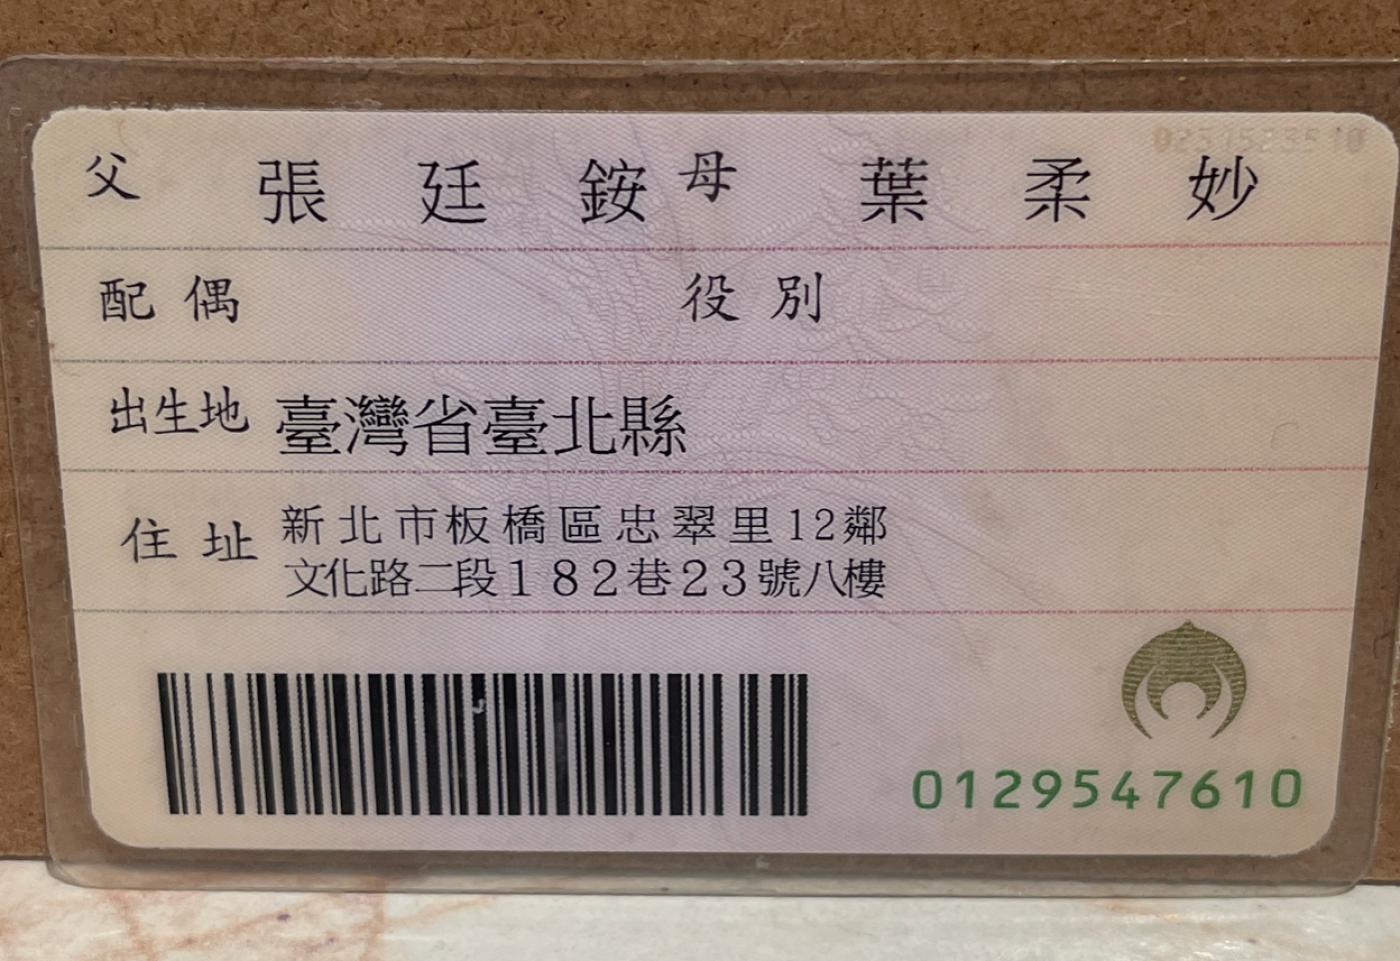 父 張廷銨 母 葉柔妙
配偶 役別
出生地 臺灣省臺北縣
住址 新北市板橋區忠翠里12鄰
文化路二段182巷23號八樓
0129547610